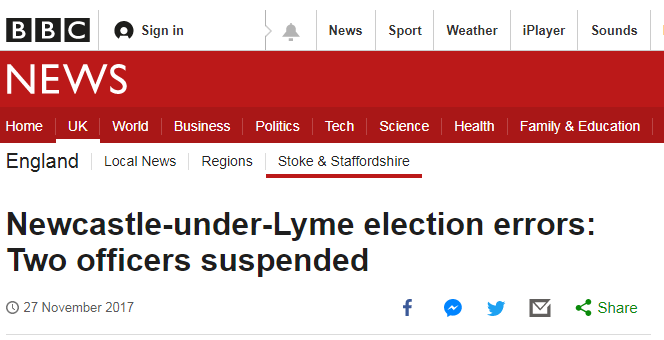 BBC Sign in News Sport Weather iPlayer Sounds
NEWS
Home UK World Business Politics Tech Science Health Family & Education
England Local News Regions Stoke & Staffordshire
Newcastle-under-Lyme election errors:
Two officers suspended
27 November 2017 Share